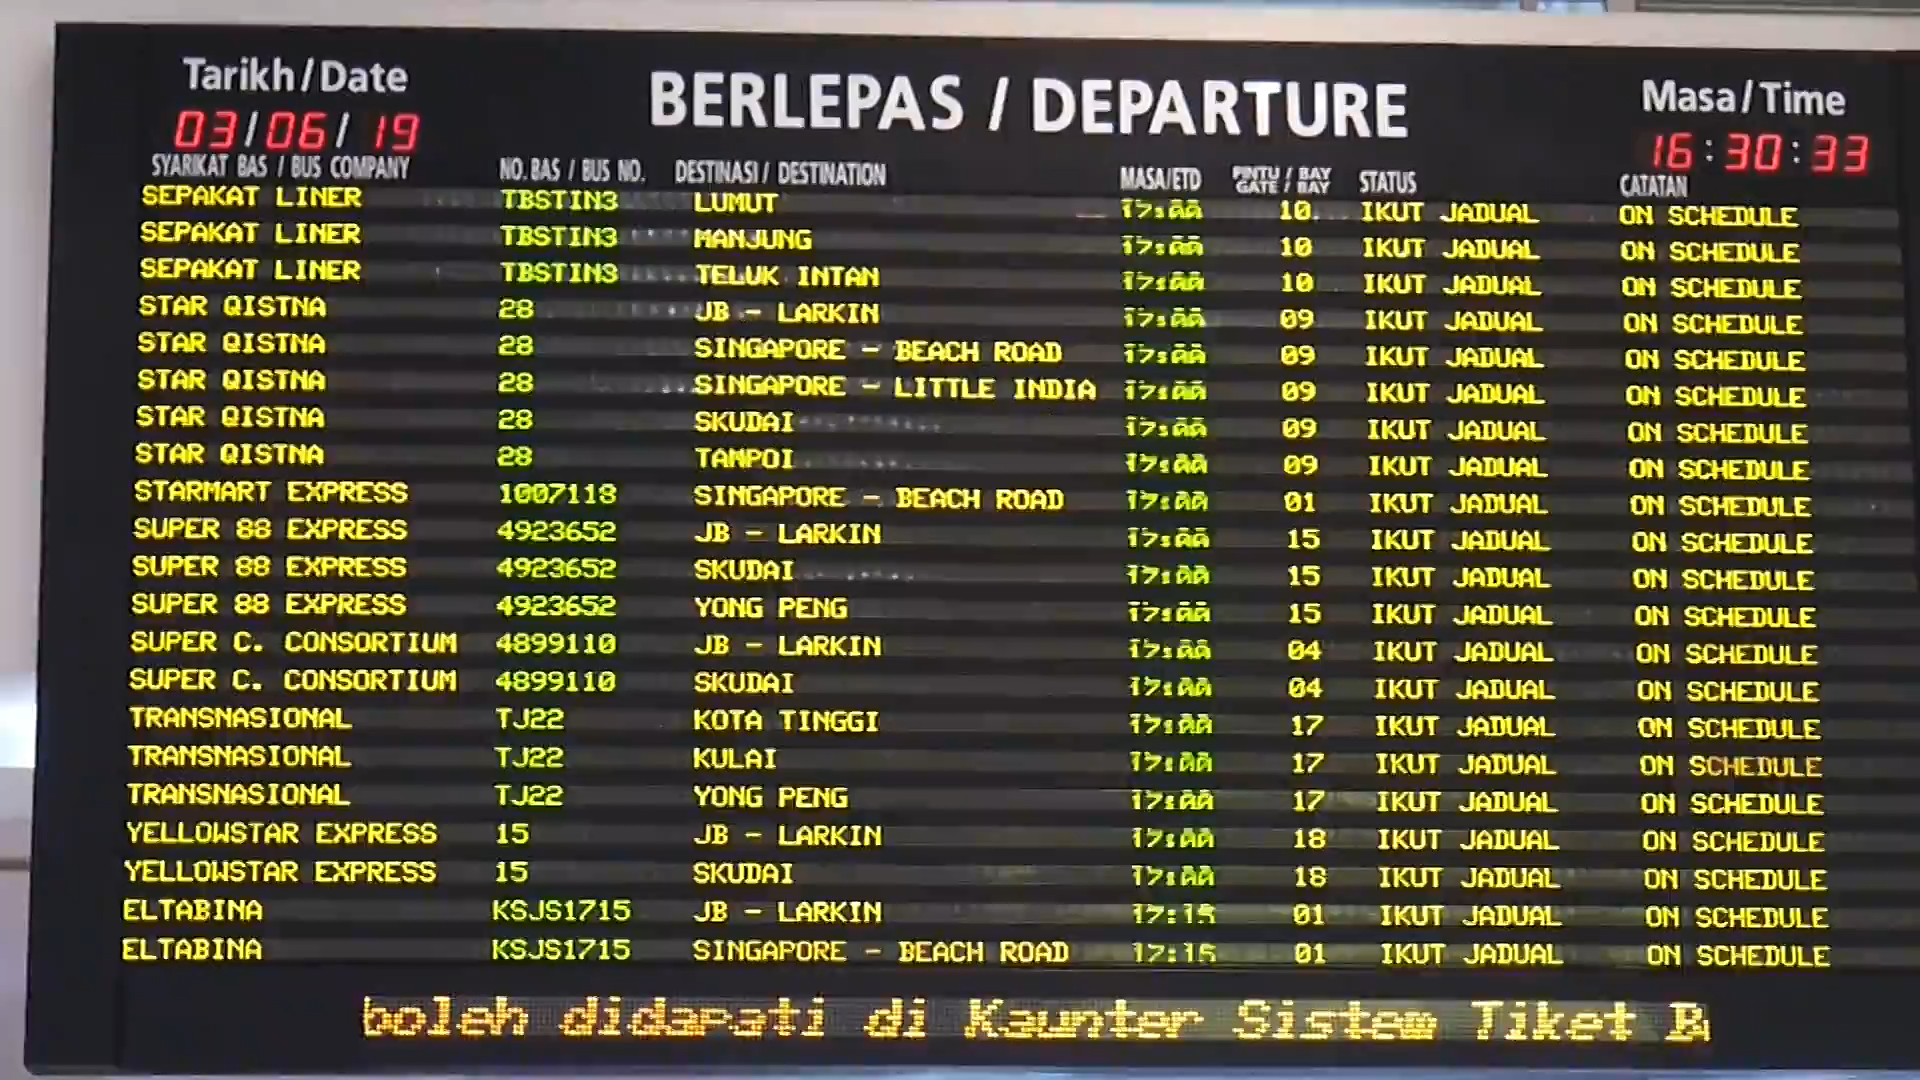 Tarikh/Date BERLEPAS / DEPARTURE Masa/Time
03/06/19 16:30:33
SYARIKAT BAS / BUS COMPANY NO. BAS / BUS NO. DESTINASI / DESTINATION MASA/ETD PINTU / BAY GATE / BAY STATUS CATATAN
SEPAKAT LINER TBSTIN3 LUMUT 17:00 10 IKUT JADUAL ON SCHEDULE
SEPAKAT LINER TBSTIN3 MANJUNG 17:00 10 IKUT JADUAL ON SCHEDULE
SEPAKAT LINER TBSTIN3 TELUK INTAN 17:00 10 IKUT JADUAL ON SCHEDULE
STAR QISTNA 28 JB - LARKIN 17:00 09 IKUT JADUAL ON SCHEDULE
STAR QISTNA 28 SINGAPORE - BEACH ROAD 17:00 09 IKUT JADUAL ON SCHEDULE
STAR QISTNA 28 SINGAPORE - LITTLE INDIA 17:00 09 IKUT JADUAL ON SCHEDULE
STAR QISTNA 28 SKUDAI 17:00 09 IKUT JADUAL ON SCHEDULE
STAR QISTNA 28 TAMPOI 17:00 09 IKUT JADUAL ON SCHEDULE
STARMART EXPRESS 1007118 SINGAPORE - BEACH ROAD 17:00 01 IKUT JADUAL ON SCHEDULE
SUPER 88 EXPRESS 4923652 JB - LARKIN 17:00 15 IKUT JADUAL ON SCHEDULE
SUPER 88 EXPRESS 4923652 SKUDAI 17:00 15 IKUT JADUAL ON SCHEDULE
SUPER 88 EXPRESS 4923652 YONG PENG 17:00 15 IKUT JADUAL ON SCHEDULE
SUPER C. CONSORTIUM 4899110 JB - LARKIN 17:00 04 IKUT JADUAL ON SCHEDULE
SUPER C. CONSORTIUM 4899110 SKUDAI 17:00 04 IKUT JADUAL ON SCHEDULE
TRANSNASIONAL TJ22 KOTA TINGGI 17:00 17 IKUT JADUAL ON SCHEDULE
TRANSNASIONAL TJ22 KULAI 17:00 17 IKUT JADUAL ON SCHEDULE
TRANSNASIONAL TJ22 YONG PENG 17:00 17 IKUT JADUAL ON SCHEDULE
YELLOWSTAR EXPRESS 15 JB - LARKIN 17:00 18 IKUT JADUAL ON SCHEDULE
YELLOWSTAR EXPRESS 15 SKUDAI 17:00 18 IKUT JADUAL ON SCHEDULE
ELTABINA KSJS1715 JB - LARKIN 17:15 01 IKUT JADUAL ON SCHEDULE
ELTABINA KSJS1715 SINGAPORE - BEACH ROAD 17:15 01 IKUT JADUAL ON SCHEDULE
boleh didapati di Kaunter Sistem Tiket